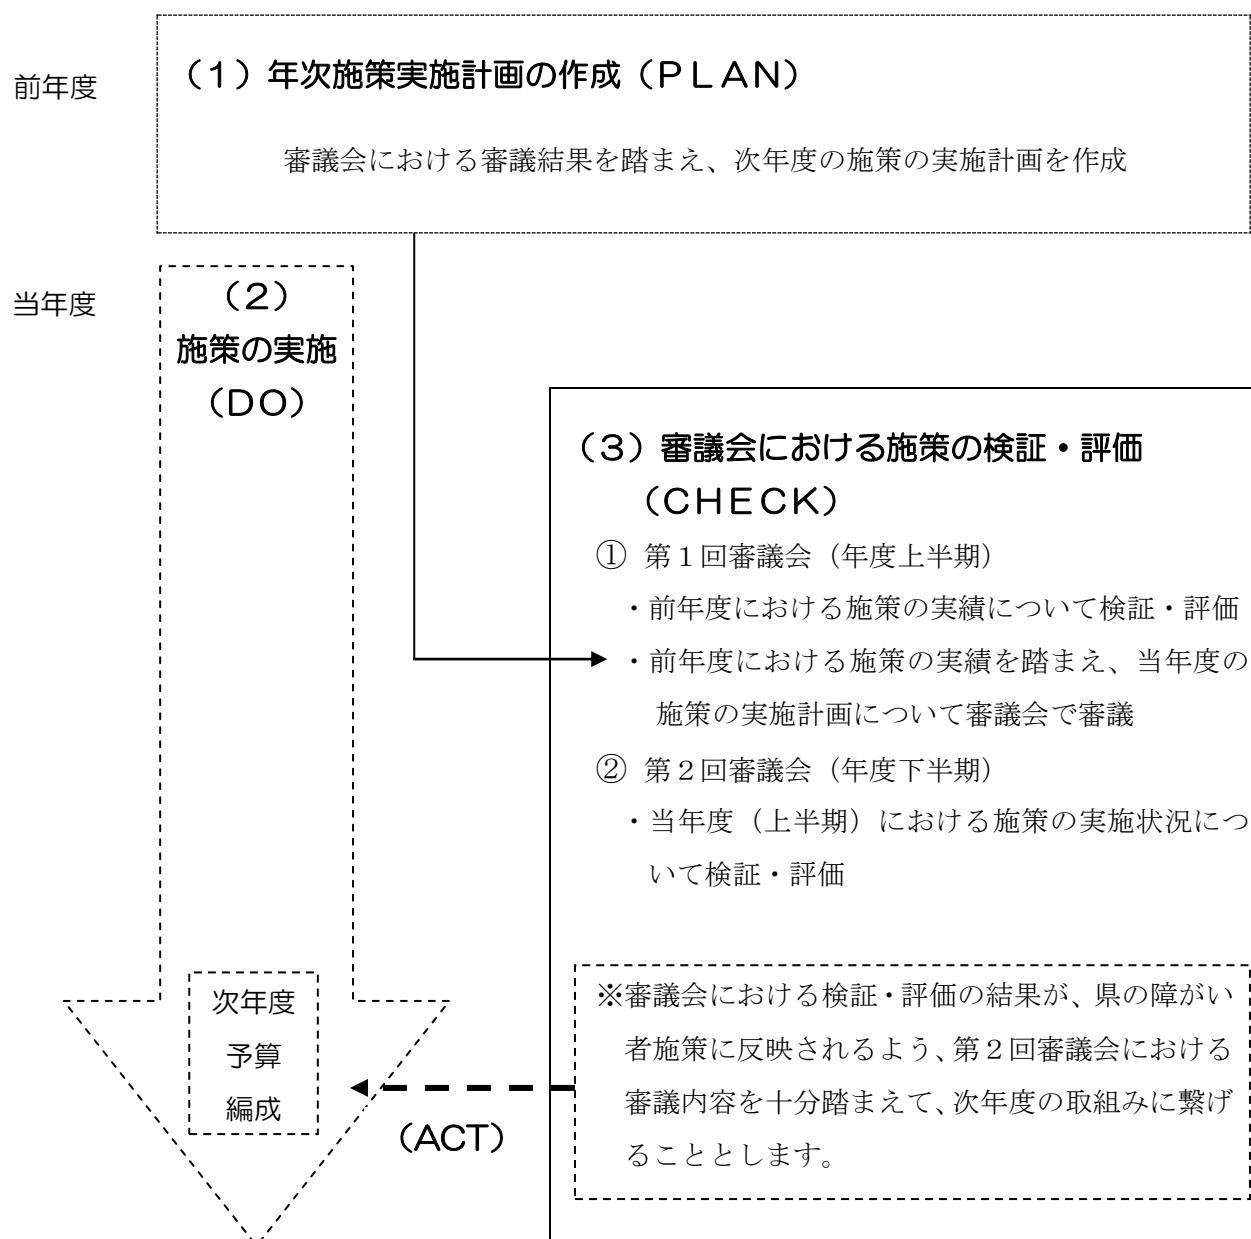 前年度
（１）年次施策実施計画の作成（ＰＬＡＮ）
審議会における審議結果を踏まえ、次年度の施策の実施計画を作成
当年度
（２）
施策の実施
（ＤＯ）
（３）審議会における施策の検証・評価
（ＣＨＥＣＫ）
① 第１回審議会（年度上半期）
・前年度における施策の実績について検証・評価
・前年度における施策の実績を踏まえ、当年度の
施策の実施計画について審議会で審議
② 第２回審議会（年度下半期）
・当年度（上半期）における施策の実施状況につ
いて検証・評価
次年度
予算
編成
（ACT）
※審議会における検証・評価の結果が、県の障がい
者施策に反映されるよう、第２回審議会における
審議内容を十分踏まえて、次年度の取組みに繋げ
ることとします。